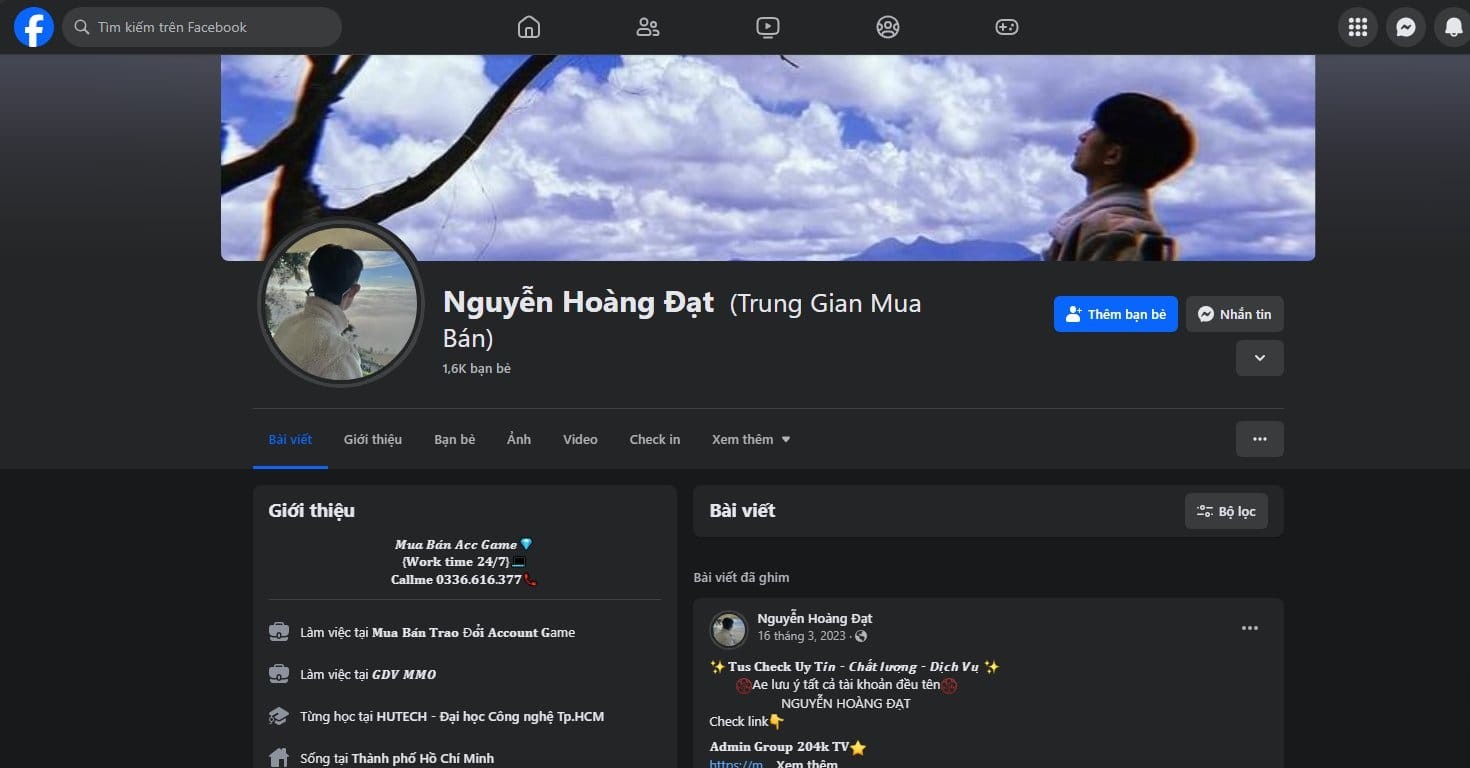 Tìm kiếm trên Facebook
Nguyễn Hoàng Đạt (Trung Gian Mua
Bán)
1,6K bạn bè
Thêm bạn bè
Nhắn tin
Bài viết
Giới thiệu
Bạn bè
Ảnh
Video
Check in
Xem thêm
Giới thiệu
Mua Bán Acc Game💎
{Work time 24/7}💻
Callme 0336.616.377📞
Làm việc tại Mua Bán Trao Đổi Account Game
Làm việc tại GDV MMO
Từng học tại HUTECH - Đại học Công nghệ Tp.HCM
Sống tại Thành phố Hồ Chí Minh
Bài viết
Bộ lọc
Bài viết đã ghim
Nguyễn Hoàng Đạt
16 tháng 3, 2023 ·
✨Tus Check Uy Tín - Chất lượng - Dịch Vụ ✨
Ae lưu ý tất cả tài khoản đều tên
NGUYỄN HOÀNG ĐẠT
Check link👇
Admin Group 204k TV⭐
https://m... Xem thêm